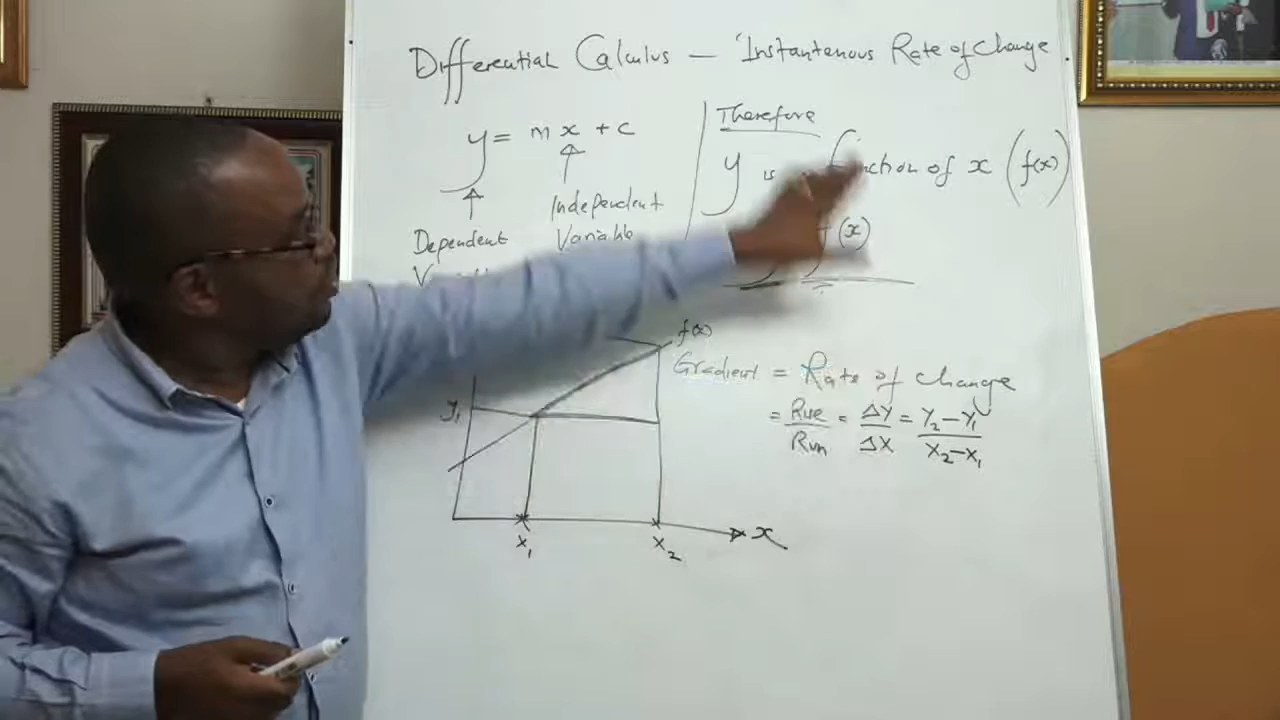 Differential Calculus — 'Instantenous Rate of Change
y = mx + c
Independent
Variable
Dependent
Therefore
y is function of x (f(x))
f(x)
f(x)
Gradient = Rate of change
= Rise/Run = ΔY/ΔX = Y₂-Y₁/X₂-X₁
y₁
x₁
x₂
x